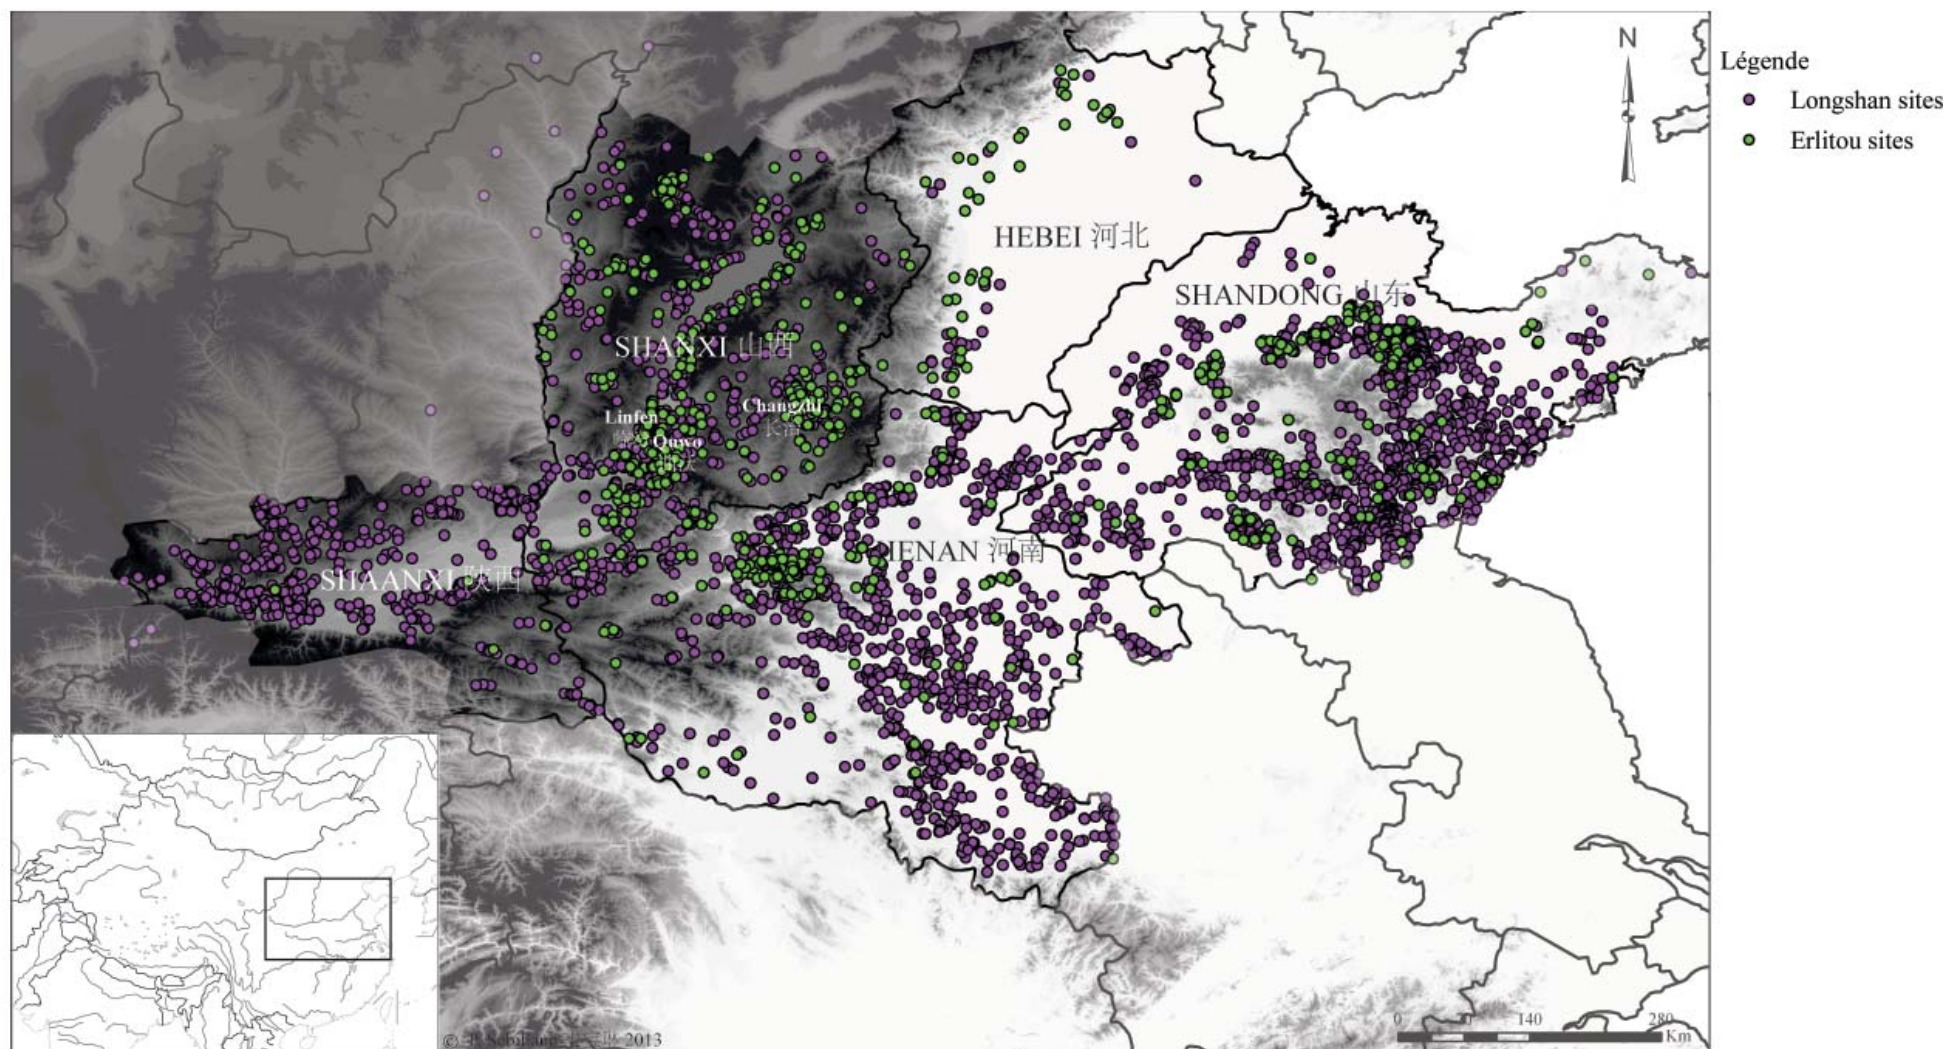 N
Légende
Longshan sites
Erlitou sites
HEBEI 河北
SHANDONG 山东
SHANXI 山西
Linfen
Changzhi
长治
Quwo
HENAN 河南
SHAANXI 陕西
0 70 140 280
Km
2013